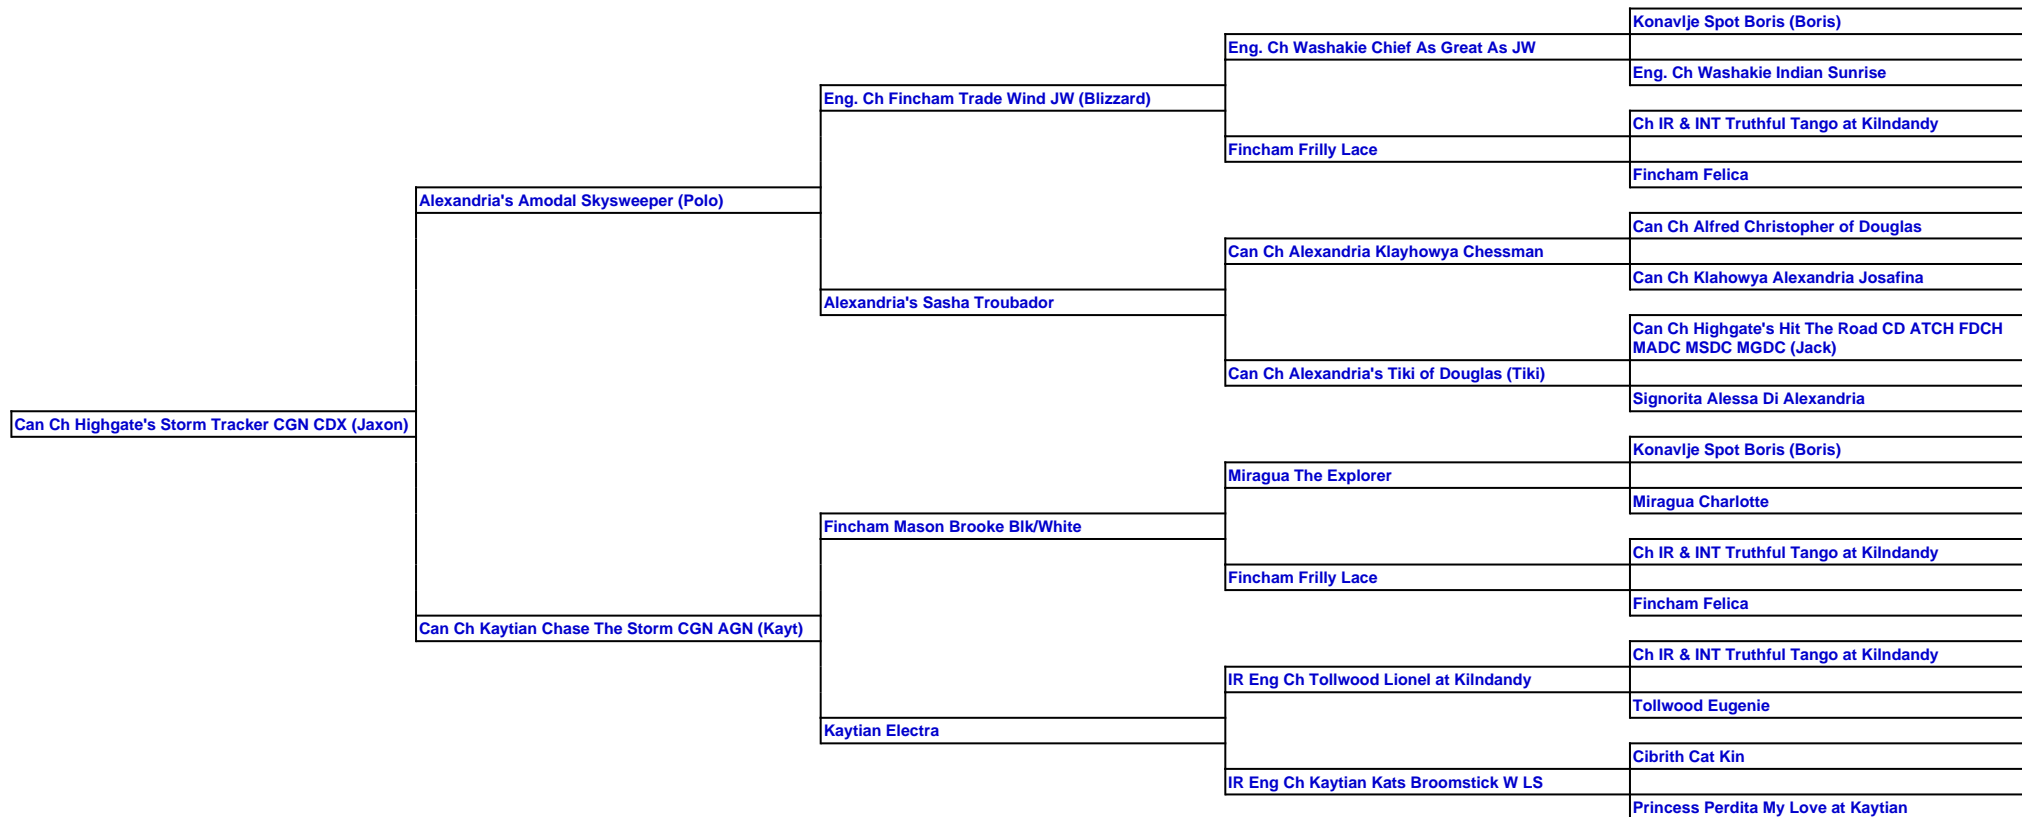 Konavlje Spot Boris (Boris)
Eng. Ch Washakie Chief As Great As JW
Eng. Ch Washakie Indian Sunrise
Eng. Ch Fincham Trade Wind JW (Blizzard)
Ch IR & INT Truthful Tango at Kilndandy
Fincham Frilly Lace
Fincham Felica
Alexandria's Amodal Skysweeper (Polo)
Can Ch Alfred Christopher of Douglas
Can Ch Alexandria Klayhowya Chessman
Can Ch Klahowya Alexandria Josafina
Alexandria's Sasha Troubador
Can Ch Highgate's Hit The Road CD ATCH FDCH
MADC MSDC MGDC (Jack)
Can Ch Alexandria's Tiki of Douglas (Tiki)
Signorita Alessa Di Alexandria
Can Ch Highgate's Storm Tracker CGN CDX (Jaxon)
Konavlje Spot Boris (Boris)
Miragua The Explorer
Miragua Charlotte
Fincham Mason Brooke Blk/White
Ch IR & INT Truthful Tango at Kilndandy
Fincham Frilly Lace
Fincham Felica
Can Ch Kaytian Chase The Storm CGN AGN (Kayt)
Ch IR & INT Truthful Tango at Kilndandy
IR Eng Ch Tollwood Lionel at Kilndandy
Tollwood Eugenie
Kaytian Electra
Cibrith Cat Kin
IR Eng Ch Kaytian Kats Broomstick W LS
Princess Perdita My Love at Kaytian